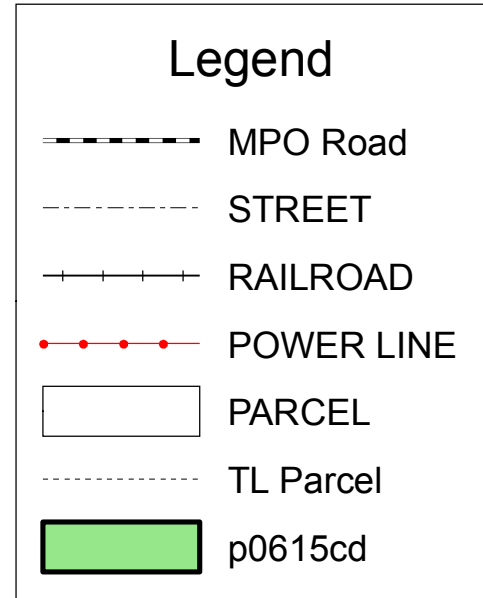 Legend
MPO Road
STREET
RAILROAD
POWER LINE
PARCEL
TL Parcel
p0615cd